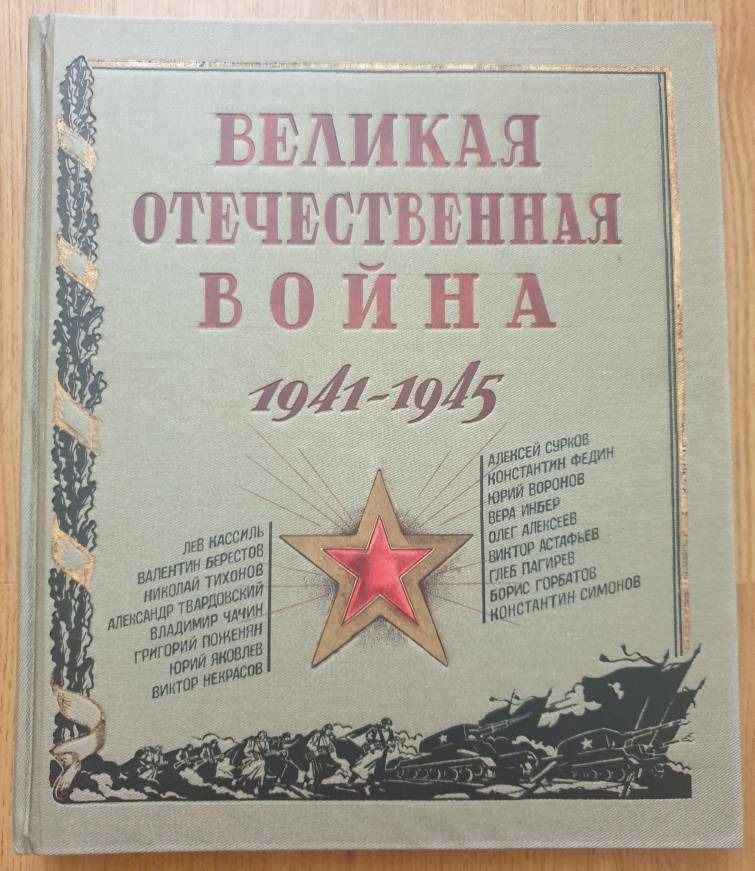 ВЕЛИКАЯ
ОТЕЧЕСТВЕННАЯ
ВОЙНА
1941-1945
ЛЕВ КАССИЛЬ
ВАЛЕНТИН БЕРЕСТОВ
НИКОЛАЙ ТИХОНОВ
АЛЕКСАНДР ТВАРДОВСКИЙ
ВЛАДИМИР ЧАЧИН
ГРИГОРИЙ ПОЖЕНЯН
ЮРИЙ ЯКОВЛЕВ
ВИКТОР НЕКРАСОВ
АЛЕКСЕЙ СУРКОВ
КОНСТАНТИН ФЕДИН
ЮРИЙ ВОРОНОВ
ВЕРА ИНБЕР
ОЛЕГ АЛЕКСЕЕВ
ВИКТОР АСТАФЬЕВ
ГЛЕБ ПАГИРЕВ
БОРИС ГОРБАТОВ
КОНСТАНТИН СИМОНОВ